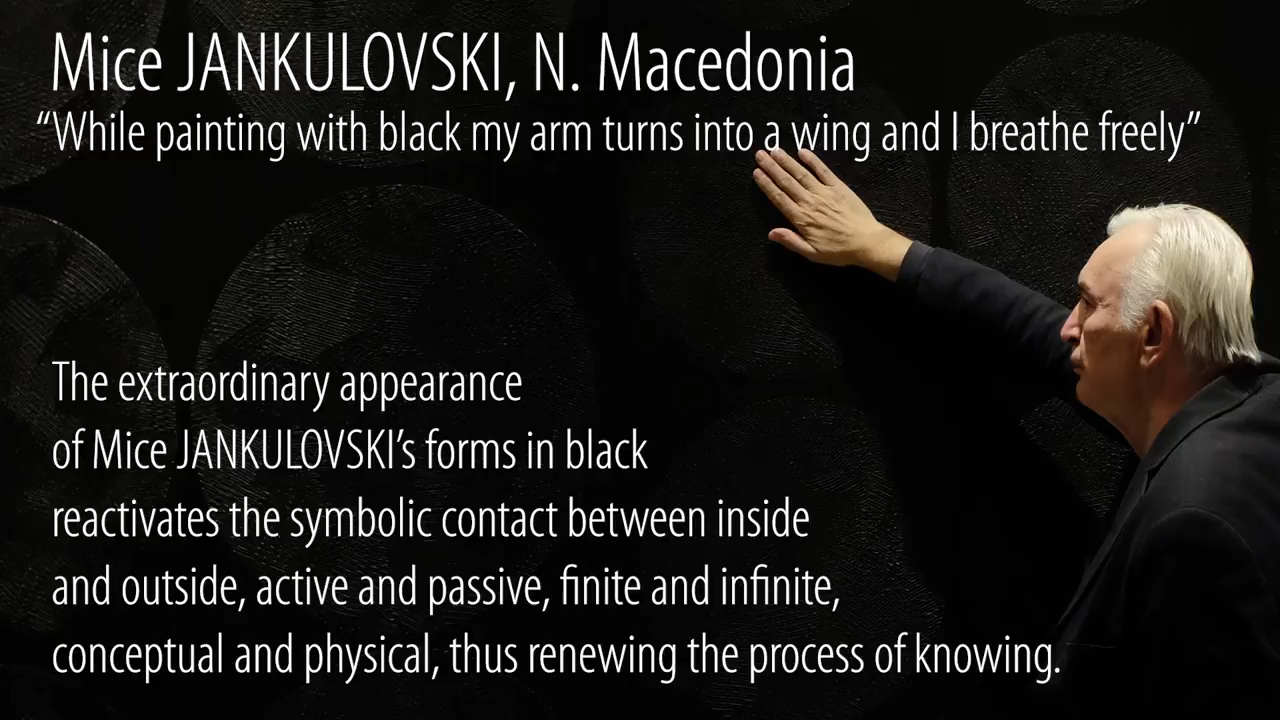 Mice JANKULOVSKI, N. Macedonia
“While painting with black my arm turns into a wing and I breathe freely”
The extraordinary appearance
of Mice JANKULOVSKI’s forms in black
reactivates the symbolic contact between inside
and outside, active and passive, finite and infinite,
conceptual and physical, thus renewing the process of knowing.